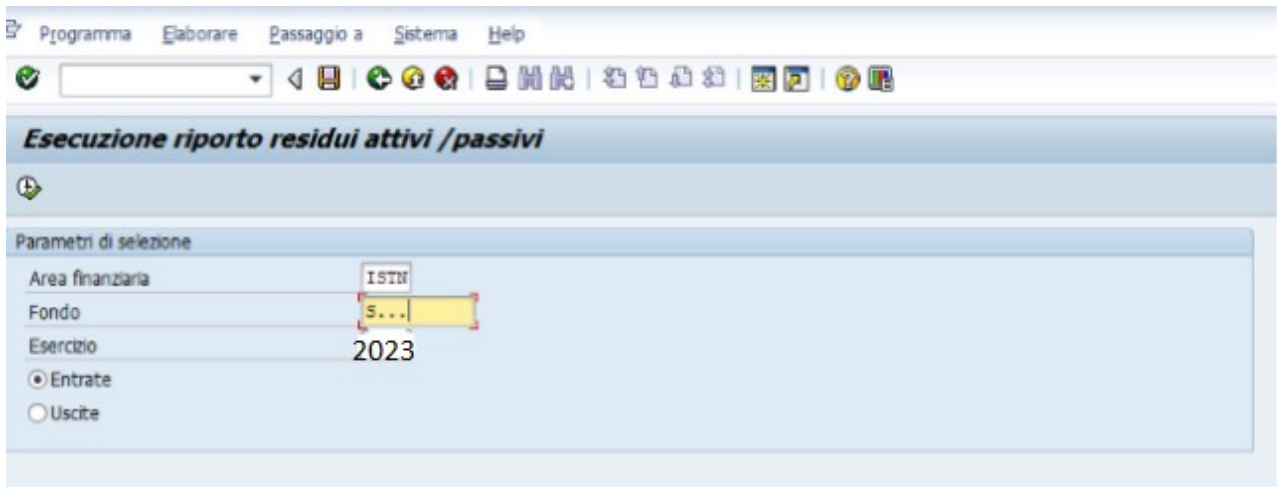 Programma Elaborare Passaggio a Sistema Help
Esecuzione riporto residui attivi /passivi
Parametri di selezione
Area finanziaria ISTN
Fondo S...
Esercizio 2023
Entrate
Uscite